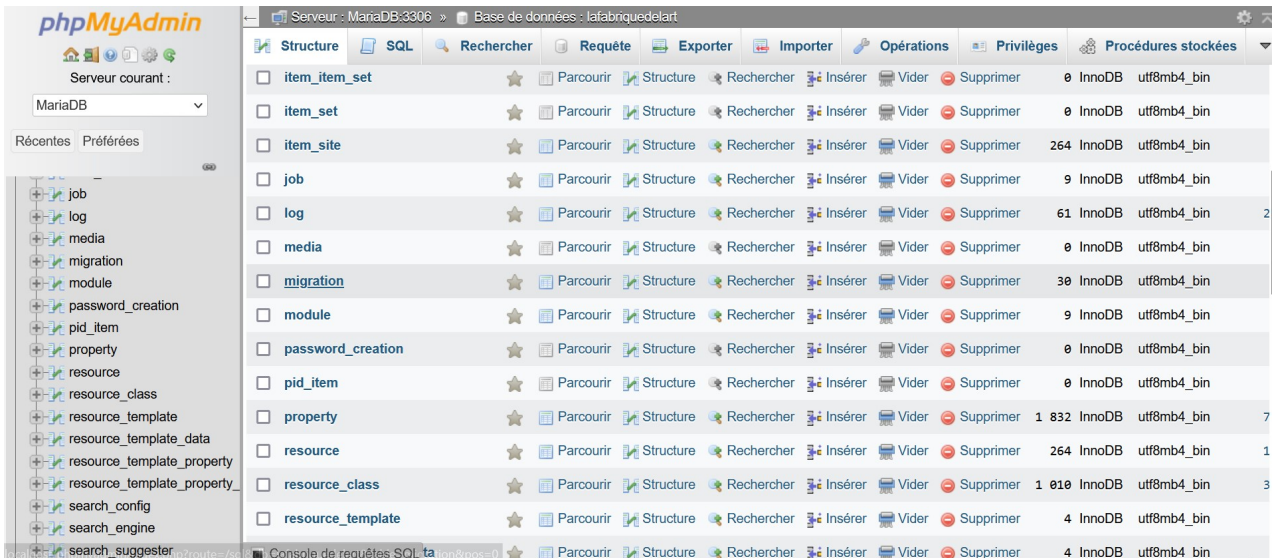 phpMyAdmin
Serveur courant :
MariaDB
Récentes Préférées
job
log
media
migration
module
password_creation
pid_item
property
resource
resource_class
resource_template
resource_template_data
resource_template_property
resource_template_property_
search_config
search_engine
search_suggester
Serveur : MariaDB:3306 » Base de données : lafabriquedelart
Structure SQL Rechercher Requête Exporter Importer Opérations Privilèges Procédures stockées
item_item_set Parcourir Structure Rechercher Insérer Vider Supprimer 0 InnoDB utf8mb4_bin
item_set Parcourir Structure Rechercher Insérer Vider Supprimer 0 InnoDB utf8mb4_bin
item_site Parcourir Structure Rechercher Insérer Vider Supprimer 264 InnoDB utf8mb4_bin
job Parcourir Structure Rechercher Insérer Vider Supprimer 9 InnoDB utf8mb4_bin
log Parcourir Structure Rechercher Insérer Vider Supprimer 61 InnoDB utf8mb4_bin 2
media Parcourir Structure Rechercher Insérer Vider Supprimer 0 InnoDB utf8mb4_bin
migration Parcourir Structure Rechercher Insérer Vider Supprimer 30 InnoDB utf8mb4_bin
module Parcourir Structure Rechercher Insérer Vider Supprimer 9 InnoDB utf8mb4_bin
password_creation Parcourir Structure Rechercher Insérer Vider Supprimer 0 InnoDB utf8mb4_bin
pid_item Parcourir Structure Rechercher Insérer Vider Supprimer 0 InnoDB utf8mb4_bin
property Parcourir Structure Rechercher Insérer Vider Supprimer 1 832 InnoDB utf8mb4_bin 7
resource Parcourir Structure Rechercher Insérer Vider Supprimer 264 InnoDB utf8mb4_bin 1
resource_class Parcourir Structure Rechercher Insérer Vider Supprimer 1 010 InnoDB utf8mb4_bin 3
resource_template Parcourir Structure Rechercher Insérer Vider Supprimer 4 InnoDB utf8mb4_bin
Console de requêtes SQL ta Parcourir Structure Rechercher Insérer Vider Supprimer 4 InnoDB utf8mb4_bin